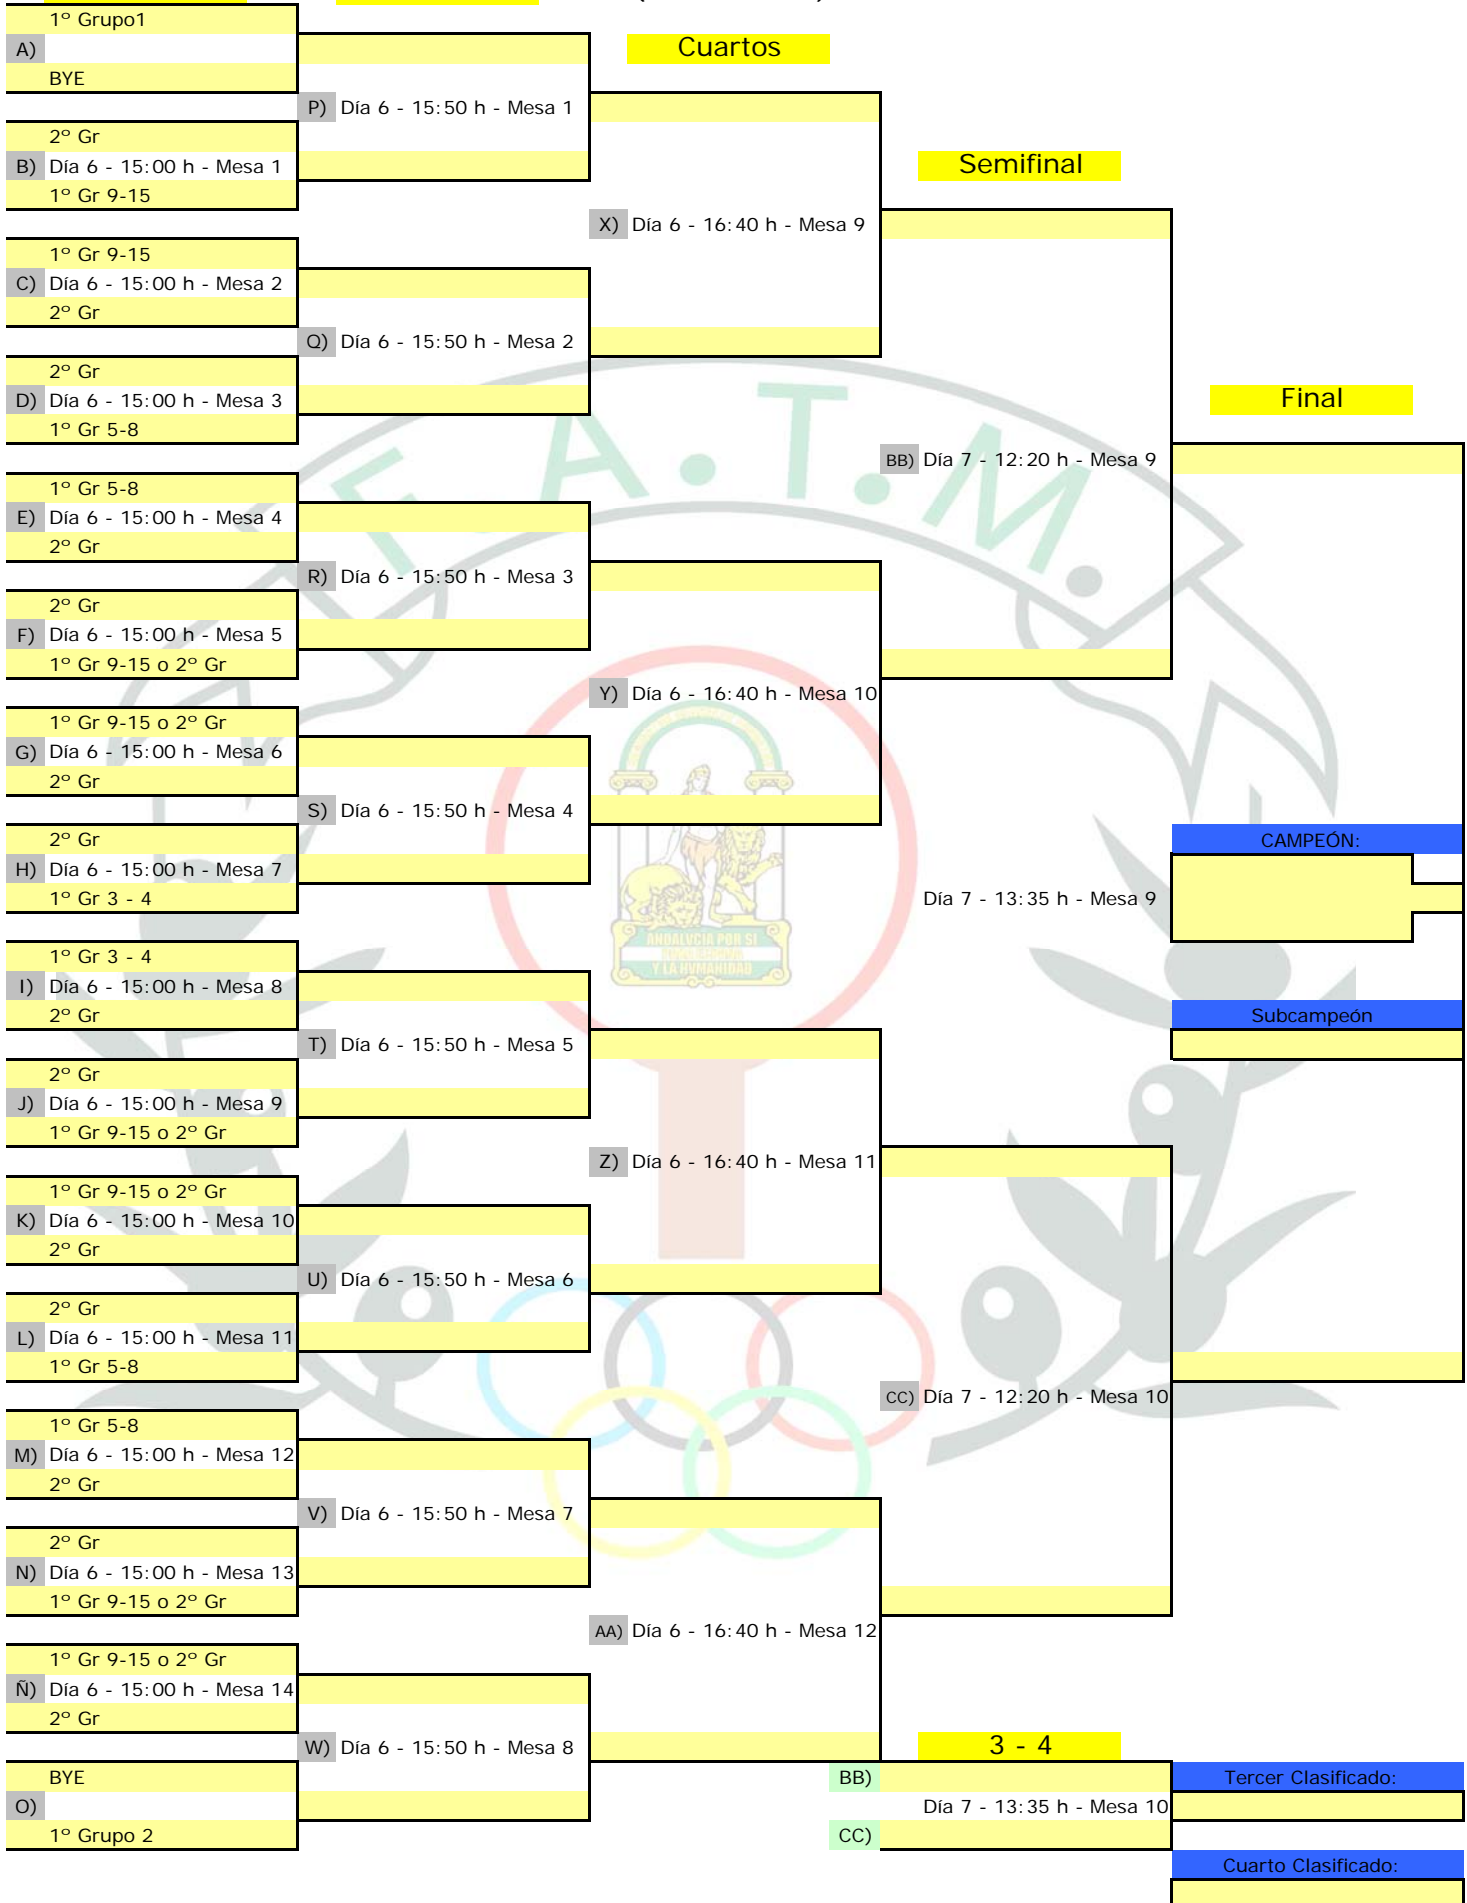 Cuartos
Semifinal
Final
1º Grupo1
A)
BYE
2º Gr
B) Día 6 - 15:00 h - Mesa 1
1º Gr 9-15
1º Gr 9-15
C) Día 6 - 15:00 h - Mesa 2
2º Gr
2º Gr
D) Día 6 - 15:00 h - Mesa 3
1º Gr 5-8
1º Gr 5-8
E) Día 6 - 15:00 h - Mesa 4
2º Gr
2º Gr
F) Día 6 - 15:00 h - Mesa 5
1º Gr 9-15 o 2º Gr
1º Gr 9-15 o 2º Gr
G) Día 6 - 15:00 h - Mesa 6
2º Gr
2º Gr
H) Día 6 - 15:00 h - Mesa 7
1º Gr 3 - 4
1º Gr 3 - 4
I) Día 6 - 15:00 h - Mesa 8
2º Gr
2º Gr
J) Día 6 - 15:00 h - Mesa 9
1º Gr 9-15 o 2º Gr
1º Gr 9-15 o 2º Gr
K) Día 6 - 15:00 h - Mesa 10
2º Gr
2º Gr
L) Día 6 - 15:00 h - Mesa 11
1º Gr 5-8
1º Gr 5-8
M) Día 6 - 15:00 h - Mesa 12
2º Gr
2º Gr
N) Día 6 - 15:00 h - Mesa 13
1º Gr 9-15 o 2º Gr
1º Gr 9-15 o 2º Gr
Ñ) Día 6 - 15:00 h - Mesa 14
2º Gr
BYE
O)
1º Grupo 2
P) Día 6 - 15:50 h - Mesa 1
Q) Día 6 - 15:50 h - Mesa 2
R) Día 6 - 15:50 h - Mesa 3
S) Día 6 - 15:50 h - Mesa 4
T) Día 6 - 15:50 h - Mesa 5
U) Día 6 - 15:50 h - Mesa 6
V) Día 6 - 15:50 h - Mesa 7
W) Día 6 - 15:50 h - Mesa 8
X) Día 6 - 16:40 h - Mesa 9
Y) Día 6 - 16:40 h - Mesa 10
Z) Día 6 - 16:40 h - Mesa 11
AA) Día 6 - 16:40 h - Mesa 12
BB) Día 7 - 12:20 h - Mesa 9
CC) Día 7 - 12:20 h - Mesa 10
CAMPEÓN:
Día 7 - 13:35 h - Mesa 9
Subcampeón
3 - 4
BB)
Día 7 - 13:35 h - Mesa 10
CC)
Tercer Clasificado:
Cuarto Clasificado:
F.A.T.M.
ANDALVCIA POR SI
Y LA HVMANIDAD